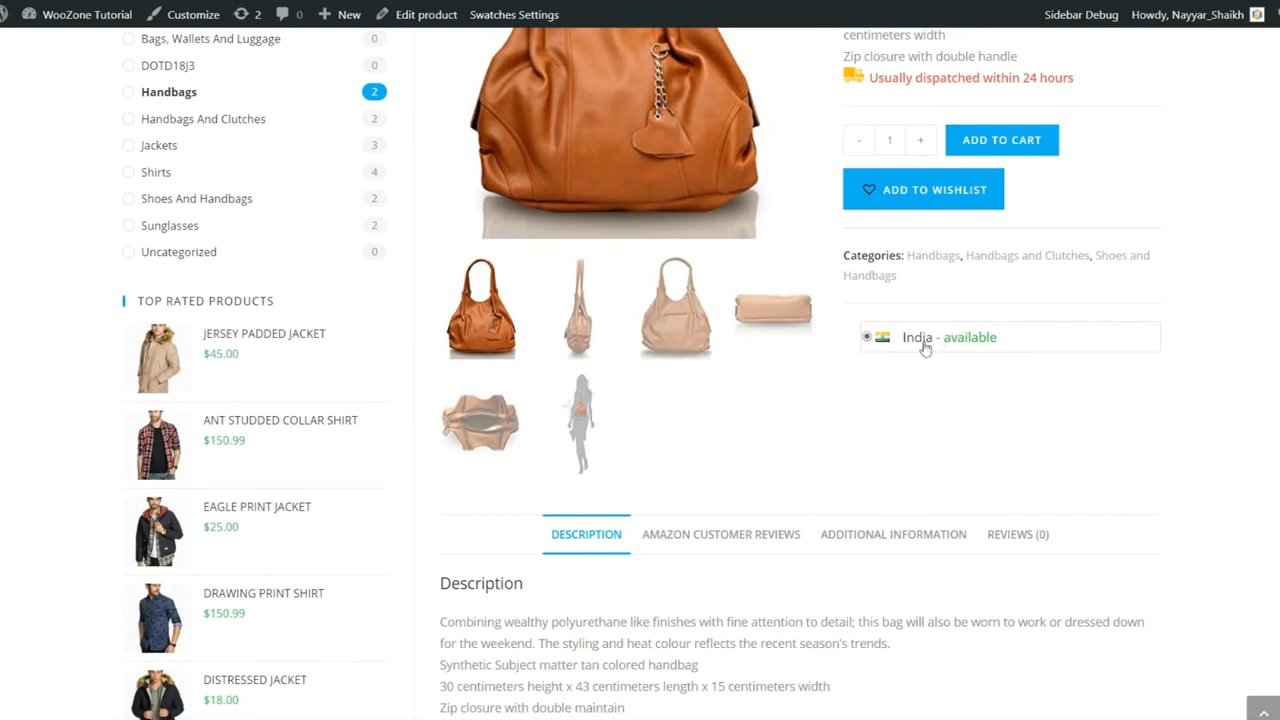 WooZone Tutorial Customize 2 0 New Edit product Swatches Settings Sidebar Debug Howdy, Nayyar_Shaikh
Bags, Wallets And Luggage 0
DOTD18J3 0
Handbags 2
Handbags And Clutches 2
Jackets 3
Shirts 4
Shoes And Handbags 2
Sunglasses 2
Uncategorized 0
TOP RATED PRODUCTS
JERSEY PADDED JACKET
$45.00
ANT STUDDED COLLAR SHIRT
$150.99
EAGLE PRINT JACKET
$25.00
DRAWING PRINT SHIRT
$150.99
DISTRESSED JACKET
$18.00
centimeters width
Zip closure with double handle
Usually dispatched within 24 hours
- 1 + ADD TO CART
ADD TO WISHLIST
Categories: Handbags, Handbags and Clutches, Shoes and
Handbags
India - available
DESCRIPTION AMAZON CUSTOMER REVIEWS ADDITIONAL INFORMATION REVIEWS (0)
Description
Combining wealthy polyurethane like finishes with fine attention to detail; this bag will also be worn to work or dressed down
for the weekend. The styling and heat colour reflects the recent season's trends.
Synthetic Subject matter tan colored handbag
30 centimeters height x 43 centimeters length x 15 centimeters width
Zip closure with double maintain